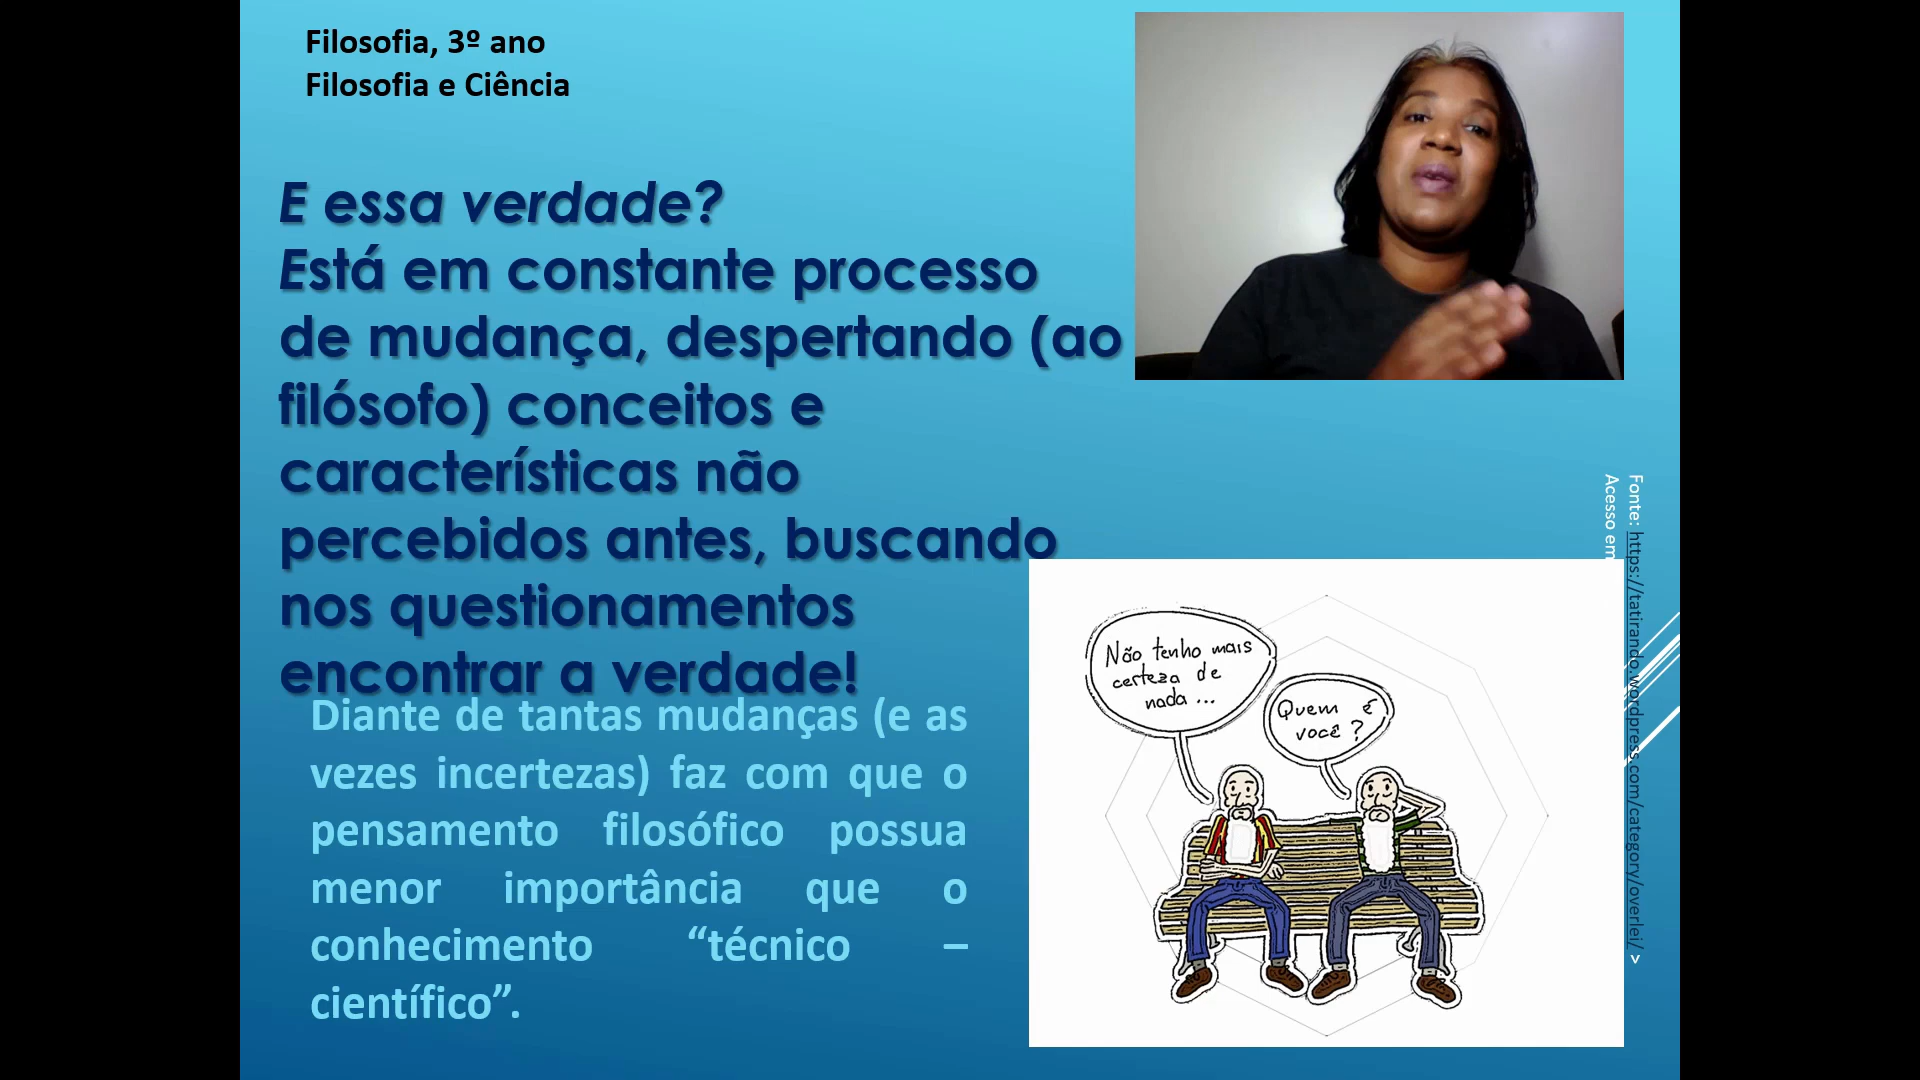 Filosofia, 3º ano
Filosofia e Ciência
E essa verdade?
Está em constante processo
de mudança, despertando (ao
filósofo) conceitos e
características não
percebidos antes, buscando
nos questionamentos
encontrar a verdade!
Diante de tantas mudanças (e as
vezes incertezas) faz com que o
pensamento filosófico possua
menor importância que o
conhecimento “técnico –
científico”.
Não tenho mais
certeza de
nada ...
Quem é
você ?
Fonte: https://tatirando.wordpress.com/category/overlei/ >
Acesso em